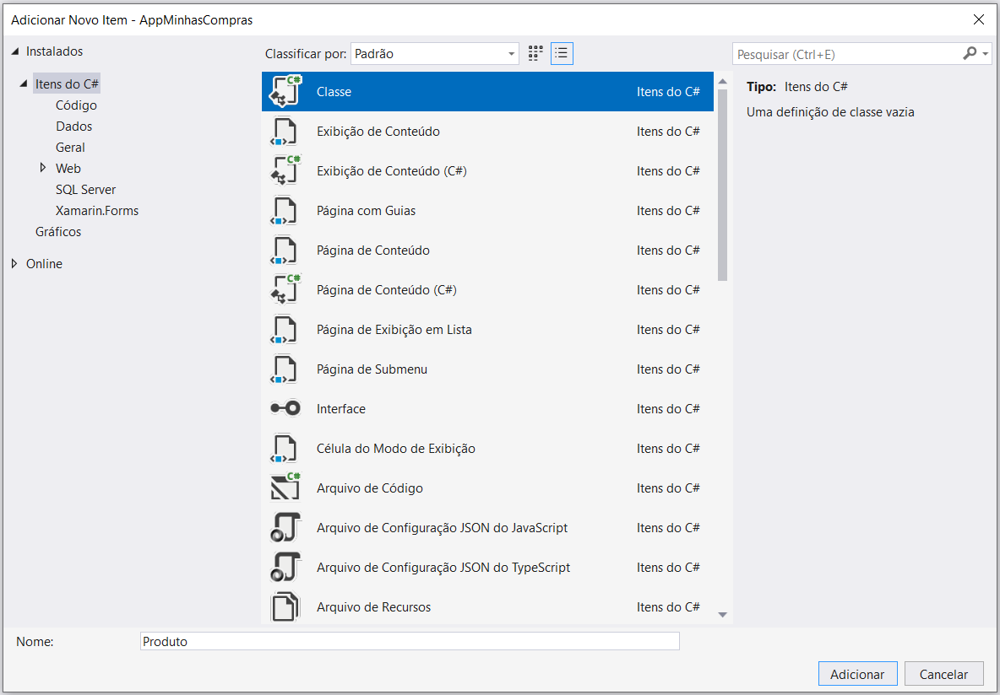 Adicionar Novo Item - AppMinhasCompras
Instalados
Itens do C#
Código
Dados
Geral
Web
SQL Server
Xamarin.Forms
Gráficos
Online
Classificar por: Padrão
C# Classe Itens do C#
Exibição de Conteúdo Itens do C#
C# Exibição de Conteúdo (C#) Itens do C#
Página com Guias Itens do C#
Página de Conteúdo Itens do C#
C# Página de Conteúdo (C#) Itens do C#
Página de Exibição em Lista Itens do C#
Página de Submenu Itens do C#
Interface Itens do C#
Célula do Modo de Exibição Itens do C#
C# Arquivo de Código Itens do C#
Arquivo de Configuração JSON do JavaScript Itens do C#
Arquivo de Configuração JSON do TypeScript Itens do C#
Arquivo de Recursos Itens do C#
Pesquisar (Ctrl+E)
Tipo: Itens do C#
Uma definição de classe vazia
Nome: Produto
Adicionar Cancelar